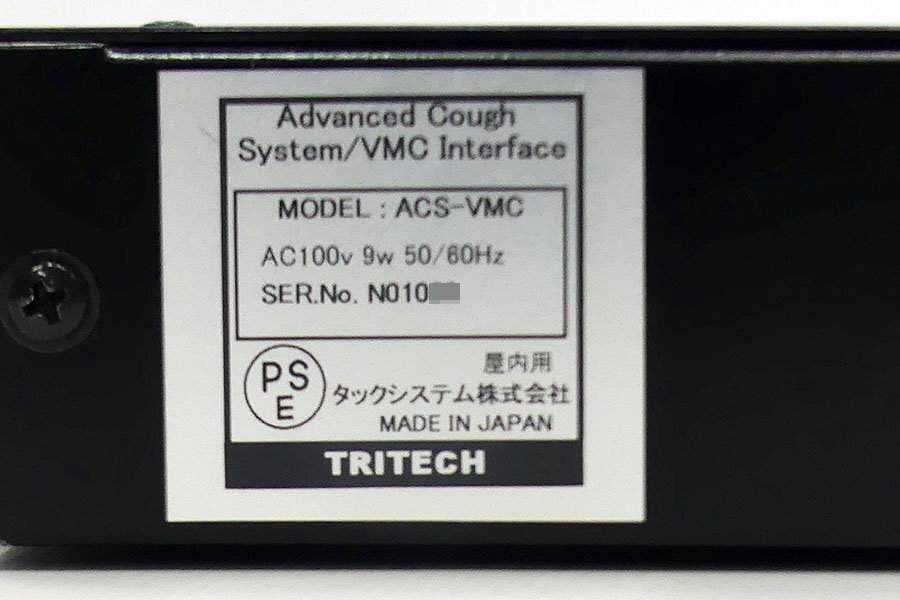 Advanced Cough
System/VMC Interface
MODEL : ACS-VMC
AC100v 9w 50/60Hz
SER.No. N010
PS
E
屋内用
タックシステム株式会社
MADE IN JAPAN
TRITECH